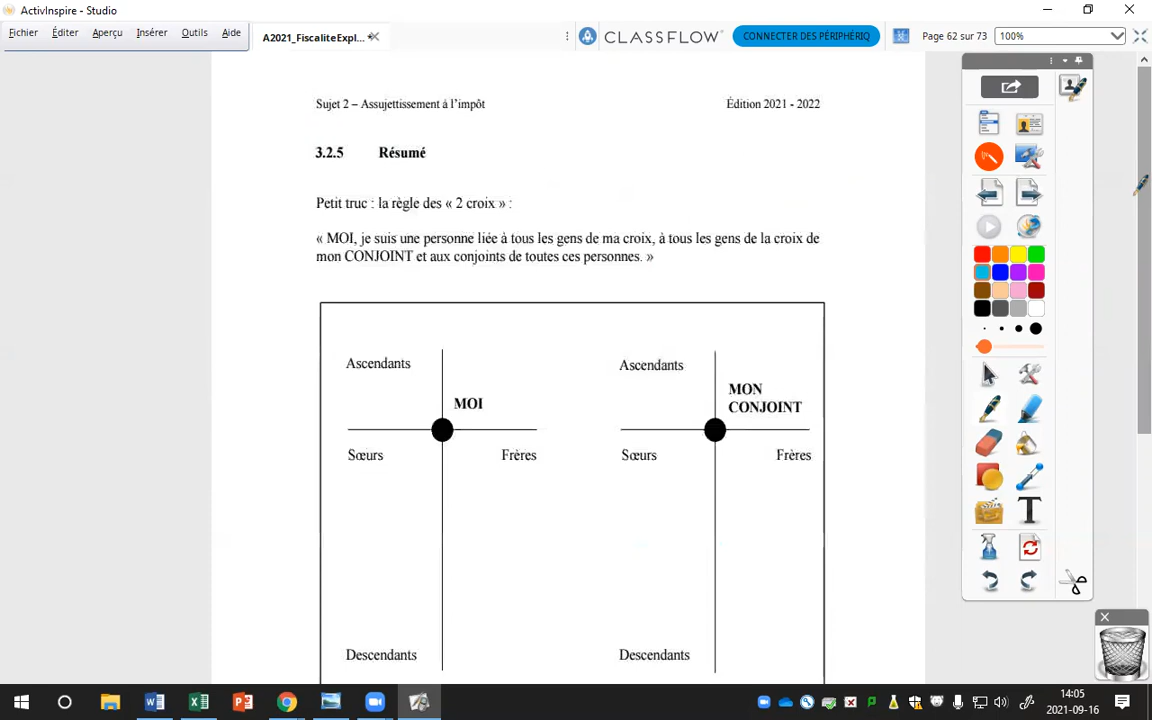 ActivInspire - Studio
Fichier Éditer Aperçu Insérer Outils Aide
A2021_FiscaliteExpl...
CLASSFLOW
CONNECTER DES PÉRIPHÉRIQ
Page 62 sur 73
100%
Sujet 2 – Assujettissement à l'impôt
Édition 2021 - 2022
3.2.5 Résumé
Petit truc : la règle des « 2 croix » :
« MOI, je suis une personne liée à tous les gens de ma croix, à tous les gens de la croix de
mon CONJOINT et aux conjoints de toutes ces personnes. »
Ascendants
MOI
Sœurs
Frères
Descendants
Ascendants
MON
CONJOINT
Sœurs
Frères
Descendants
14:05
2021-09-16